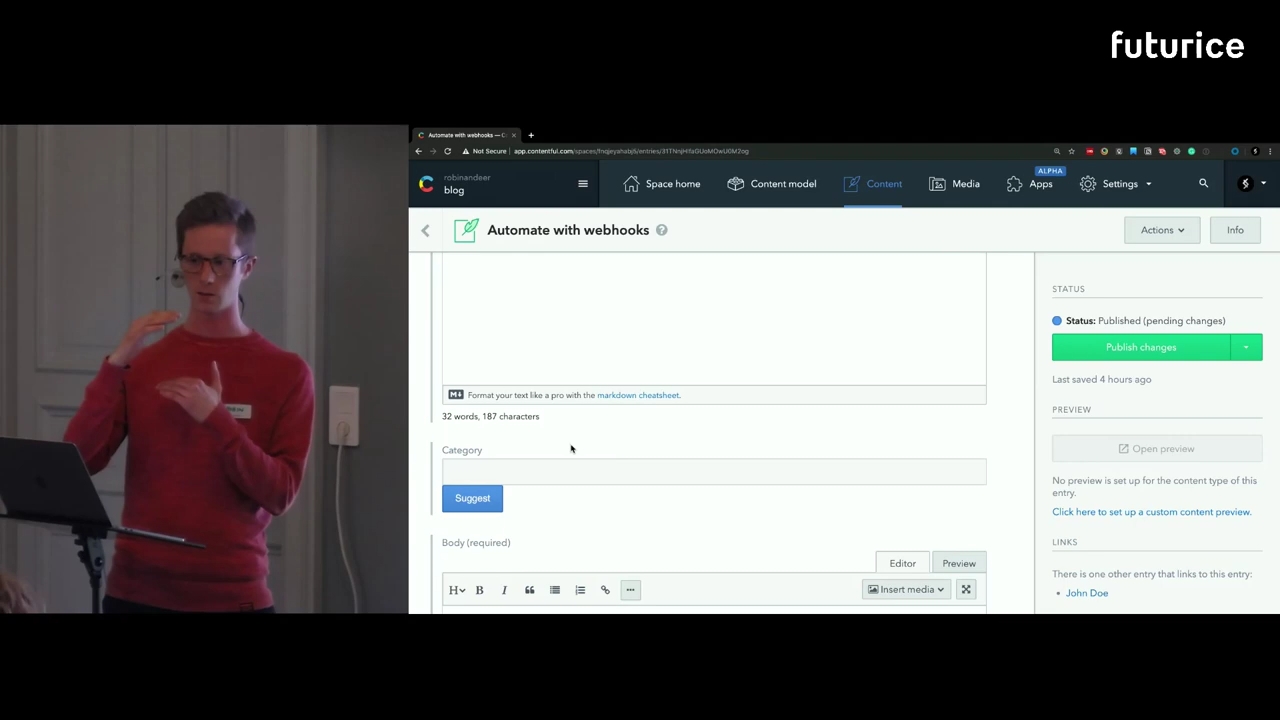 futurice
Automate with webhooks — C
Not Secure | app.contentful.com/spaces/
robinandeer
blog
Space home
Content model
Content
Media
ALPHA
Apps
Settings
Automate with webhooks
Actions
Info
M
Format your text like a pro with the markdown cheatsheet.
32 words, 187 characters
Category
Suggest
Body (required)
Editor
Preview
H
B
I
Insert media
STATUS
Status: Published (pending changes)
Publish changes
Last saved 4 hours ago
PREVIEW
Open preview
No preview is set up for the content type of this
entry.
Click here to set up a custom content preview.
LINKS
There is one other entry that links to this entry:
John Doe